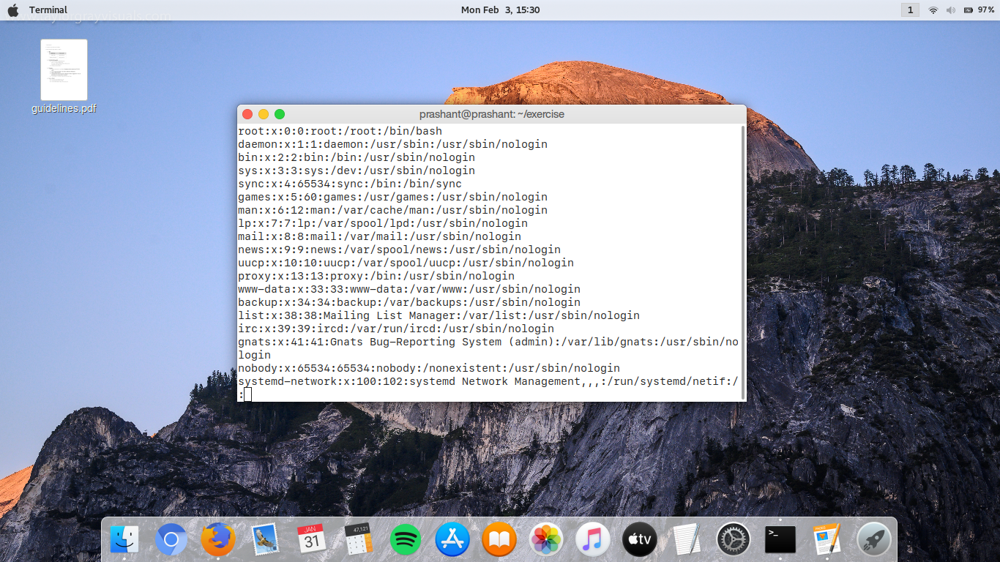 Terminal
Mon Feb 3, 15:30
1
97%
guidelines.pdf
prashant@prashant: ~/exercise
root:x:0:0:root:/root:/bin/bash
daemon:x:1:1:daemon:/usr/sbin:/usr/sbin/nologin
bin:x:2:2:bin:/bin:/usr/sbin/nologin
sys:x:3:3:sys:/dev:/usr/sbin/nologin
sync:x:4:65534:sync:/bin:/bin/sync
games:x:5:60:games:/usr/games:/usr/sbin/nologin
man:x:6:12:man:/var/cache/man:/usr/sbin/nologin
lp:x:7:7:lp:/var/spool/lpd:/usr/sbin/nologin
mail:x:8:8:mail:/var/mail:/usr/sbin/nologin
news:x:9:9:news:/var/spool/news:/usr/sbin/nologin
uucp:x:10:10:uucp:/var/spool/uucp:/usr/sbin/nologin
proxy:x:13:13:proxy:/bin:/usr/sbin/nologin
www-data:x:33:33:www-data:/var/www:/usr/sbin/nologin
backup:x:34:34:backup:/var/backups:/usr/sbin/nologin
list:x:38:38:Mailing List Manager:/var/list:/usr/sbin/nologin
irc:x:39:39:ircd:/var/run/ircd:/usr/sbin/nologin
gnats:x:41:41:Gnats Bug-Reporting System (admin):/var/lib/gnats:/usr/sbin/no
login
nobody:x:65534:65534:nobody:/nonexistent:/usr/sbin/nologin
systemd-network:x:100:102:systemd Network Management,,,:/run/systemd/netif:/
:
JAN
31
47,121
tv
>_